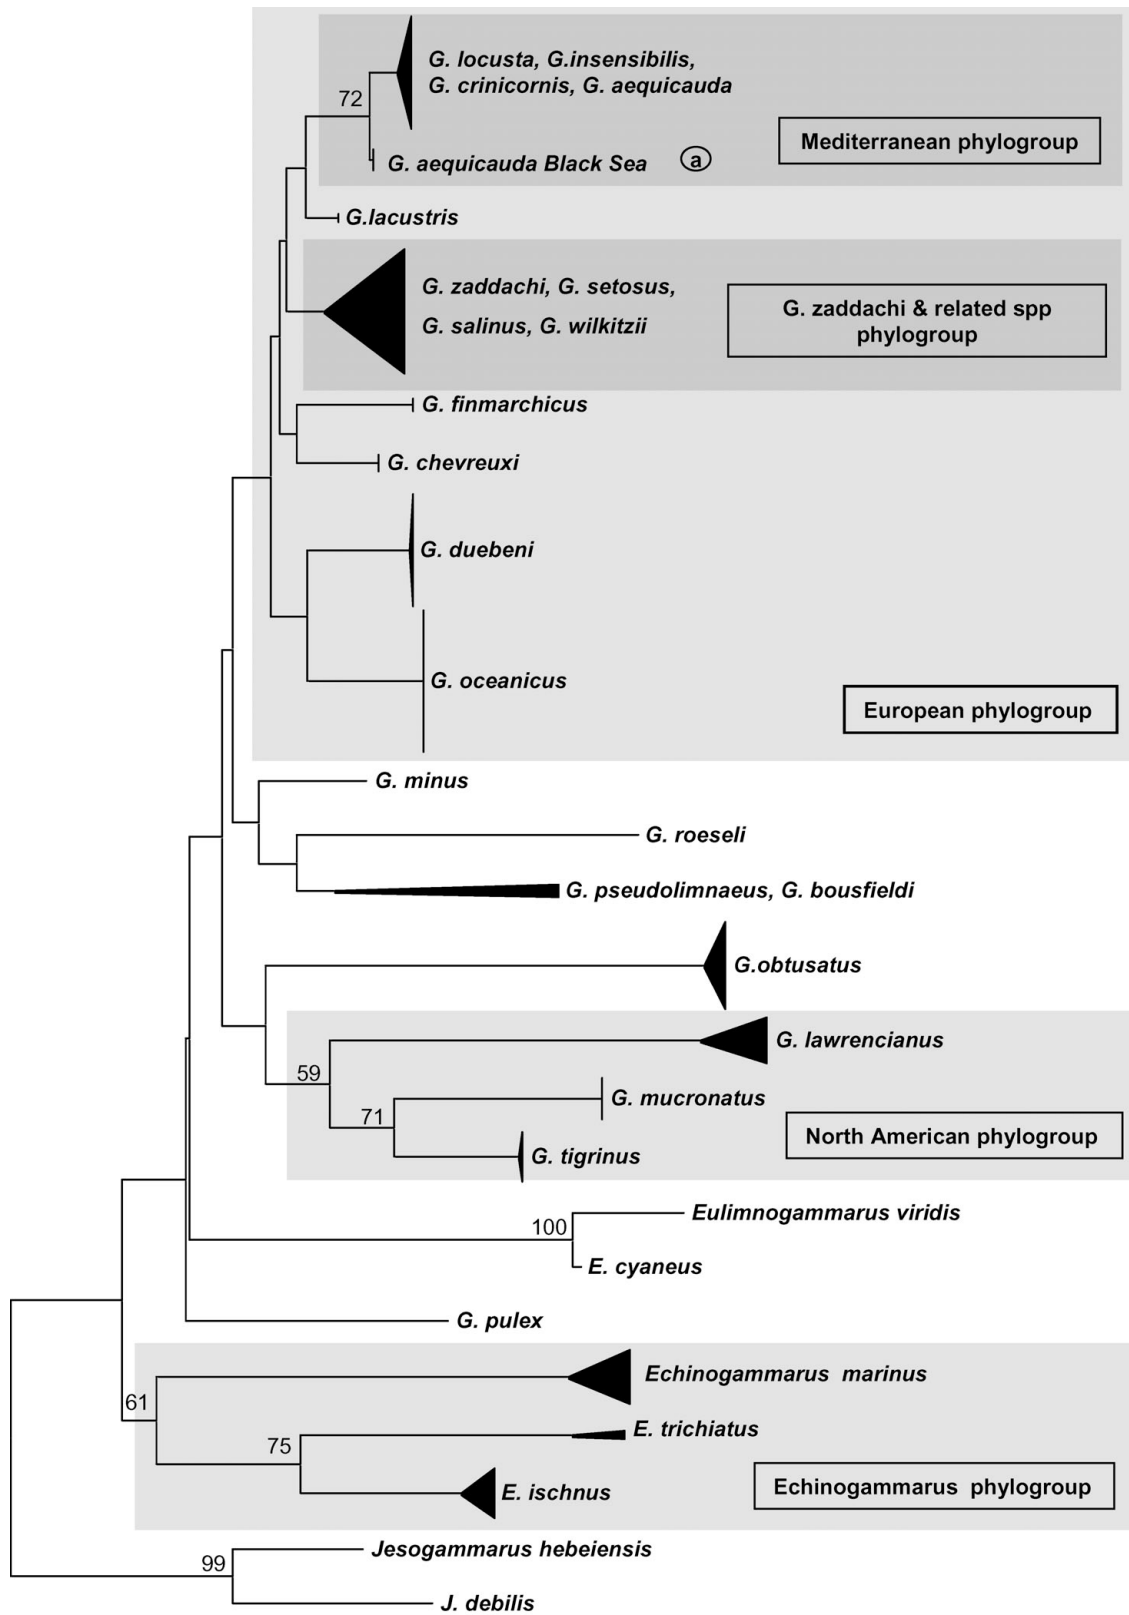 G. locusta, G.insensibilis,
G. crinicornis, G. aequicauda
72
Mediterranean phylogroup
G. aequicauda Black Sea a
G.lacustris
G. zaddachi, G. setosus,
G. salinus, G. wilkitzii
G. zaddachi & related spp
phylogroup
G. finmarchicus
G. chevreuxi
G. duebeni
G. oceanicus
European phylogroup
G. minus
G. roeseli
G. pseudolimnaeus, G. bousfieldi
G.obtusatus
G. lawrencianus
59
G. mucronatus
71
North American phylogroup
G. tigrinus
Eulimnogammarus viridis
100
E. cyaneus
G. pulex
Echinogammarus marinus
61
E. trichiatus
75
Echinogammarus phylogroup
E. ischnus
Jesogammarus hebeiensis
99
J. debilis